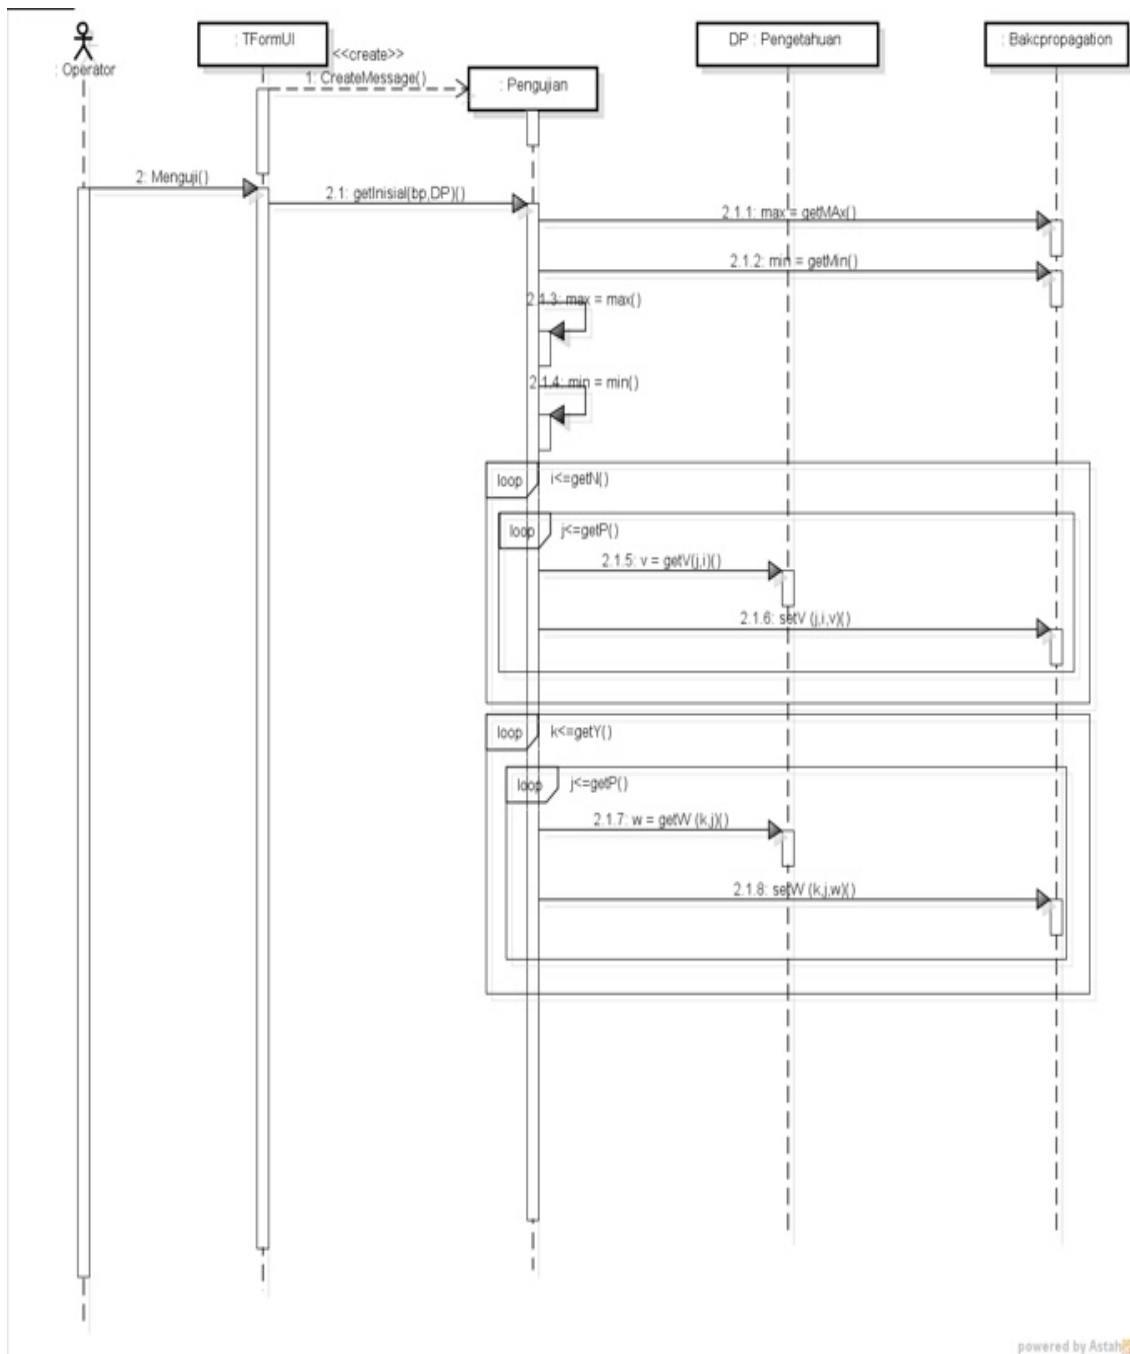 : Operator
: TFormUI
<<create>>
1: CreateMessage()
: Pengujian
DP : Pengetahuan
: Bakcpropagation
2: Menguji()
2.1: getInisial(bp,DP)()
2.1.1: max = getMAx()
2.1.2: min = getMin()
2.1.3: max = max()
2.1.4: min = min()
loop i<=getN()
loop j<=getP()
2.1.5: v = getV(j,i)()
2.1.6: setV (j,i,v)()
loop k<=getY()
loop j<=getP()
2.1.7: w = getW (k,j)()
2.1.8: setW (k,j,w)()
powered by Astah